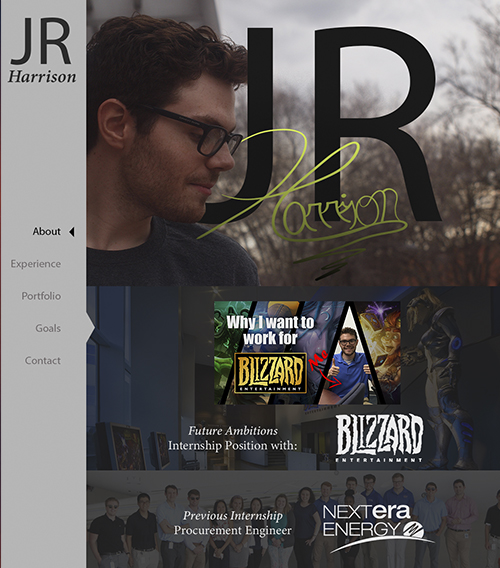 JR
Harrison
About
Experience
Portfolio
Goals
Contact
JR
Harrison
Why I want to
work for
BLIZZARD
ENTERTAINMENT
Me
Future Ambitions
Internship Position with:
BLIZZARD
ENTERTAINMENT
Previous Internship
Procurement Engineer
NEXTera
ENERGY